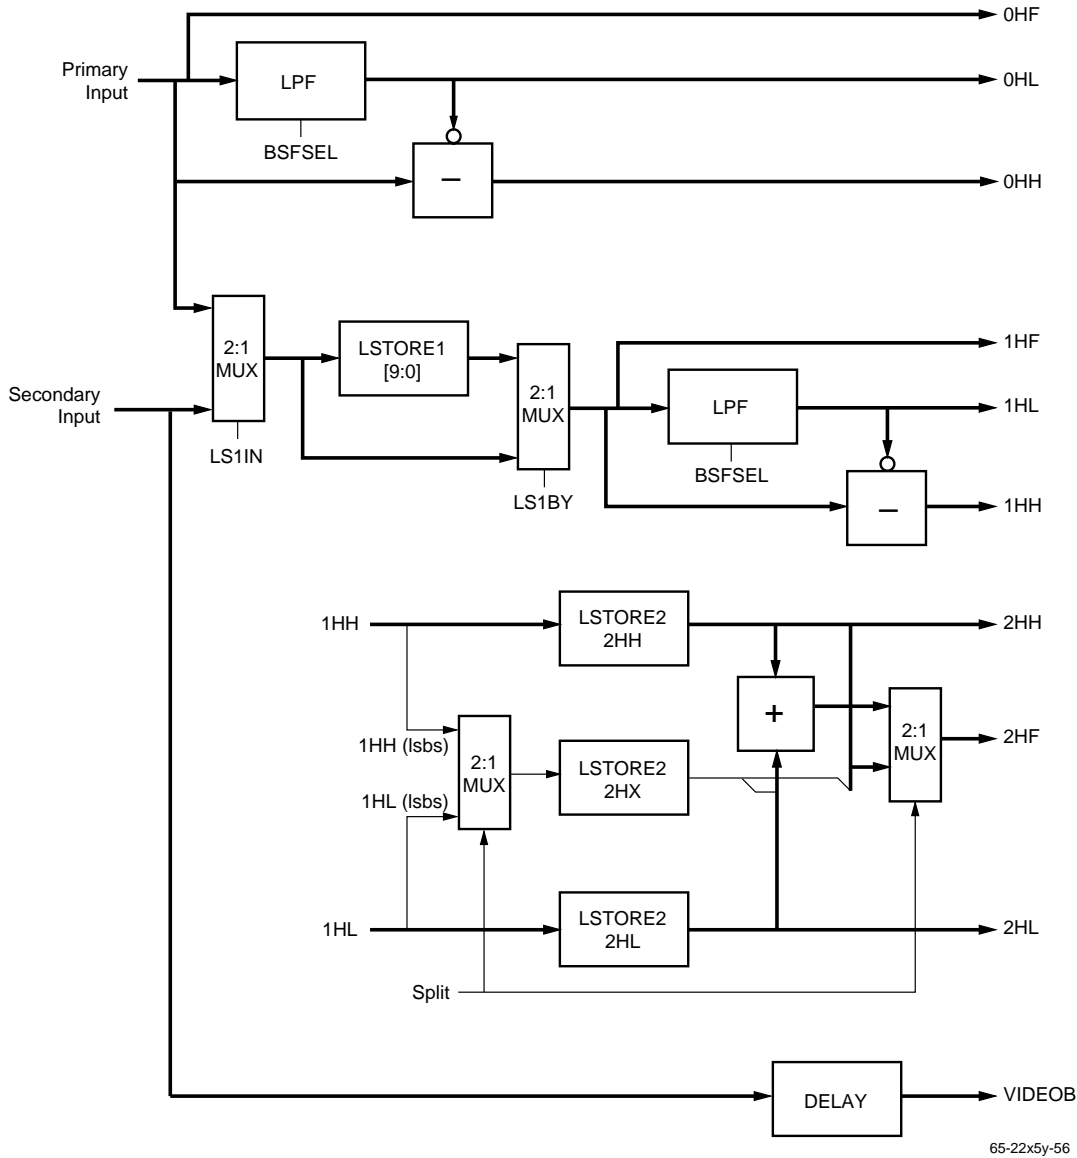 0HF
Primary
Input
LPF
0HL
BSFSEL
–
0HH
2:1
MUX
LSTORE1
[9:0]
2:1
MUX
1HF
Secondary
Input
LPF
1HL
LS1IN
BSFSEL
LS1BY
–
1HH
1HH
LSTORE2
2HH
2HH
+
2:1
MUX
2HF
1HH (lsbs)
2:1
MUX
LSTORE2
2HX
1HL (lsbs)
1HL
LSTORE2
2HL
2HL
Split
DELAY
VIDEOB
65-22x5y-56